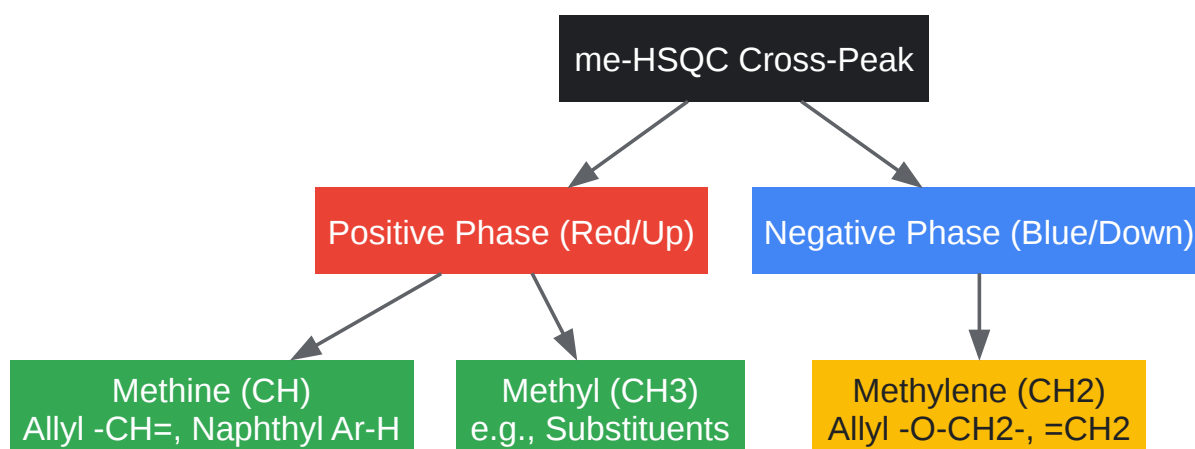 me-HSQC Cross-Peak
Positive Phase (Red/Up)
Negative Phase (Blue/Down)
Methine (CH)
Allyl -CH=, Naphthyl Ar-H
Methyl (CH3)
e.g., Substituents
Methylene (CH2)
Allyl -O-CH2-, =CH2